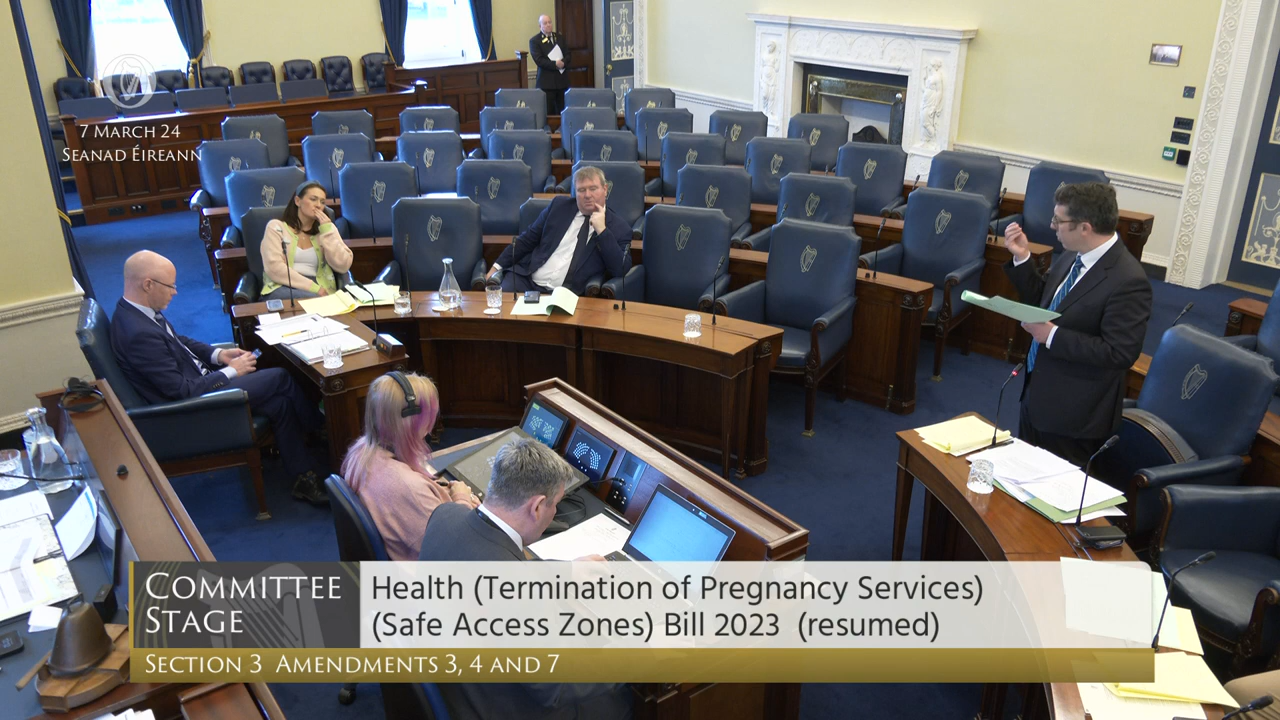 7 March 24
Seanad Éireann
Committee
Stage
Health (Termination of Pregnancy Services)
(Safe Access Zones) Bill 2023 (resumed)
Section 3 Amendments 3, 4 and 7